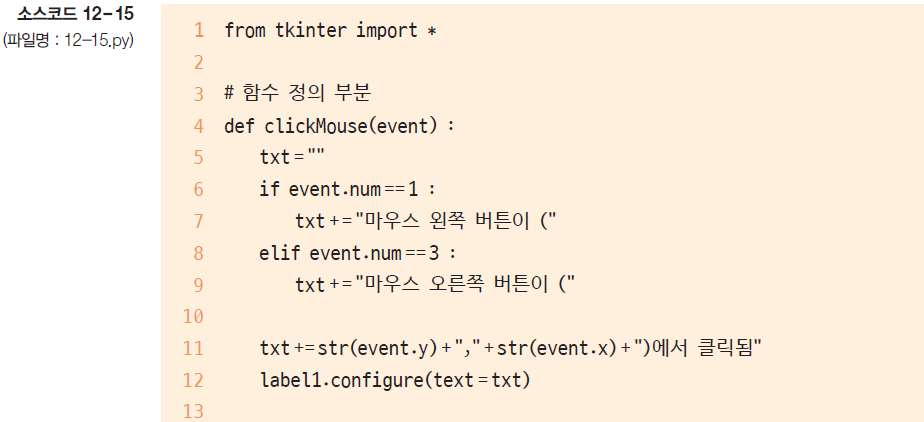 소스코드 12-15
(파일명 : 12-15.py)
1 from tkinter import *
2
3 # 함수 정의 부분
4 def clickMouse(event) :
5     txt=""
6     if event.num==1 :
7         txt+="마우스 왼쪽 버튼이 ("
8     elif event.num==3 :
9         txt+="마우스 오른쪽 버튼이 ("
10
11     txt+=str(event.y)+","+str(event.x)+")에서 클릭됨"
12     label1.configure(text=txt)
13